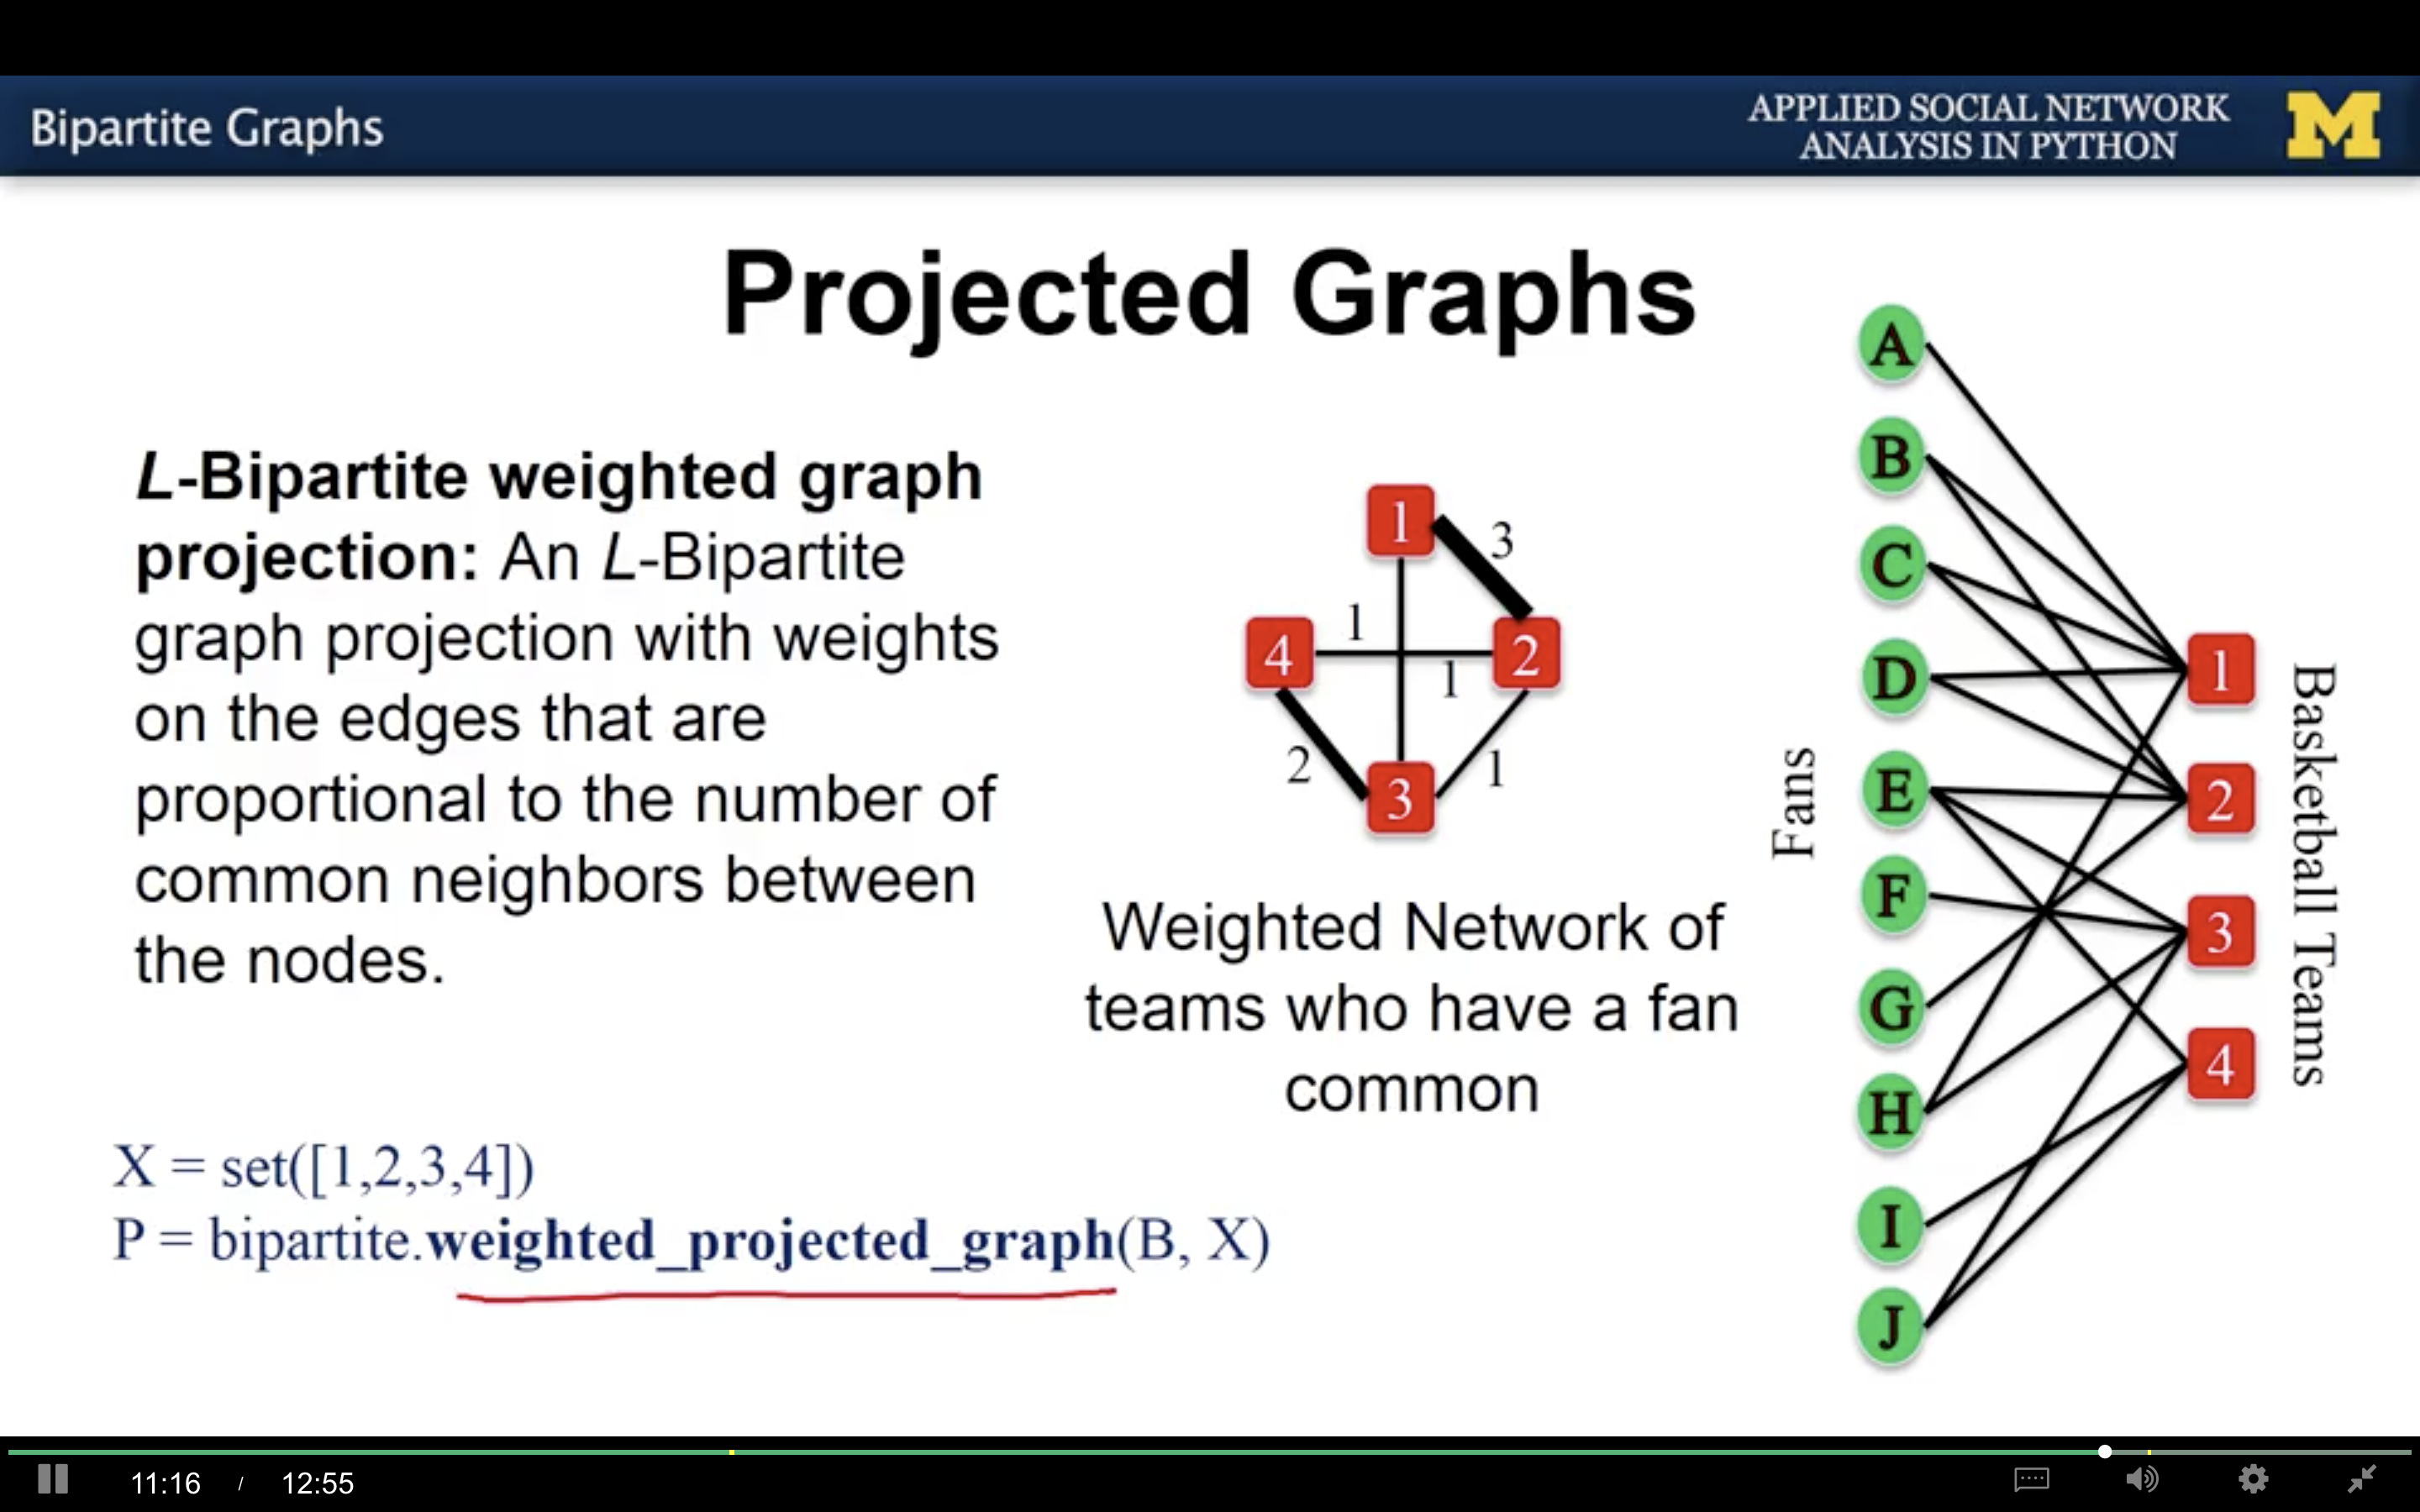 Bipartite Graphs
APPLIED SOCIAL NETWORK
ANALYSIS IN PYTHON
M
Projected Graphs
L-Bipartite weighted graph
projection: An L-Bipartite
graph projection with weights
on the edges that are
proportional to the number of
common neighbors between
the nodes.
X = set([1,2,3,4])
P = bipartite.weighted_projected_graph(B, X)
1
3
1
4
2
1
2
3
1
Weighted Network of
teams who have a fan
common
Fans
A
B
C
D
E
F
G
H
I
J
1
2
3
4
Basketball Teams
11:16 / 12:55